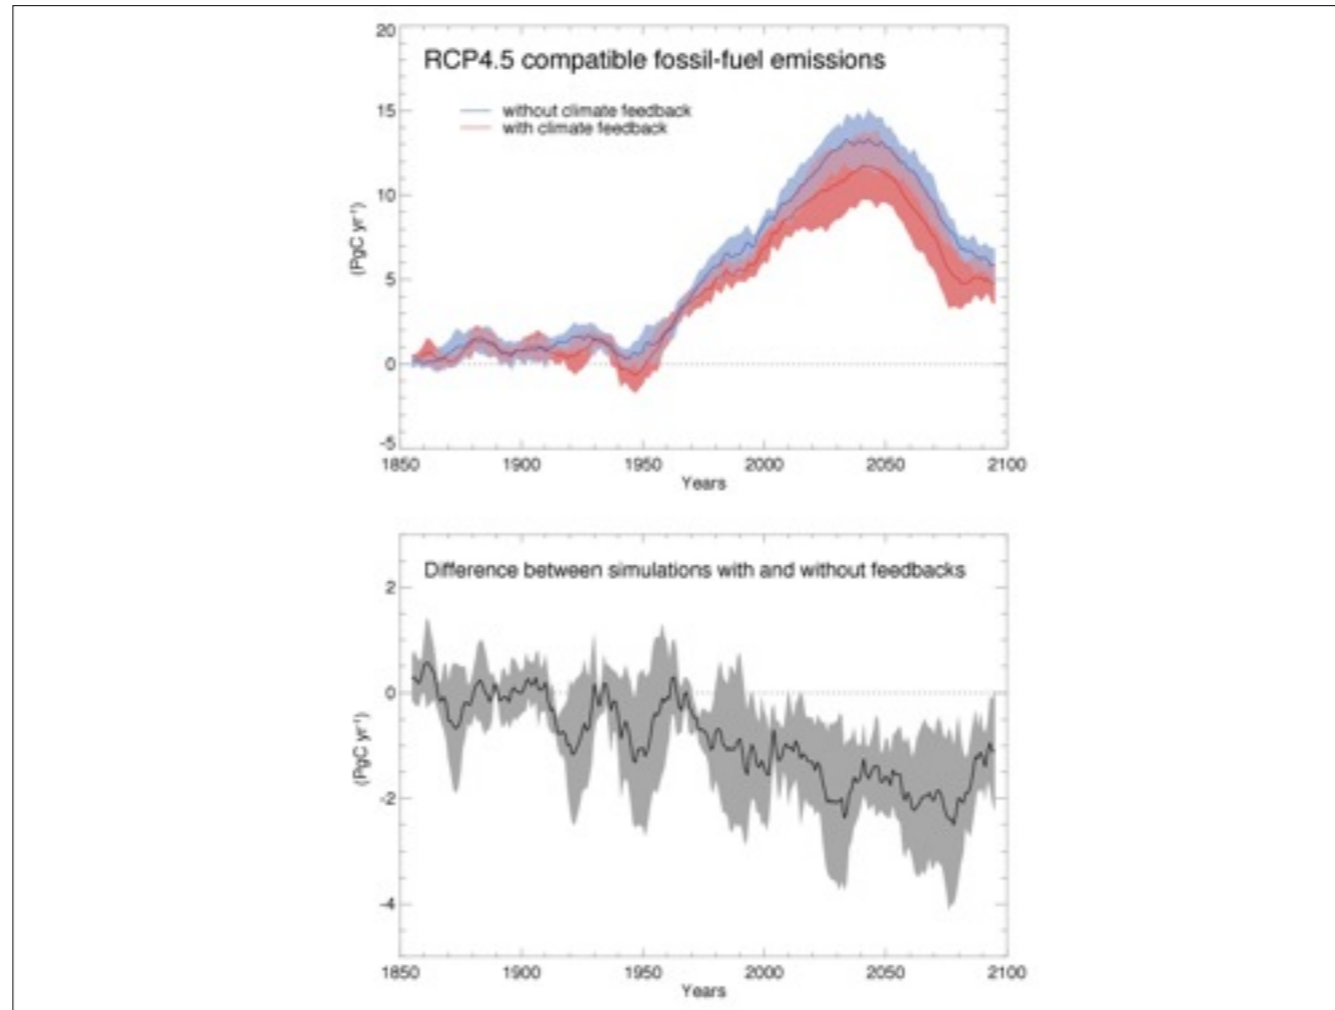 20
RCP4.5 compatible fossil-fuel emissions
without climate feedback
with climate feedback
15
10
5
0
-5
(PgC yr⁻¹)
1850 1900 1950 2000 2050 2100
Years
Difference between simulations with and without feedbacks
2
0
-2
-4
(PgC yr⁻¹)
1850 1900 1950 2000 2050 2100
Years